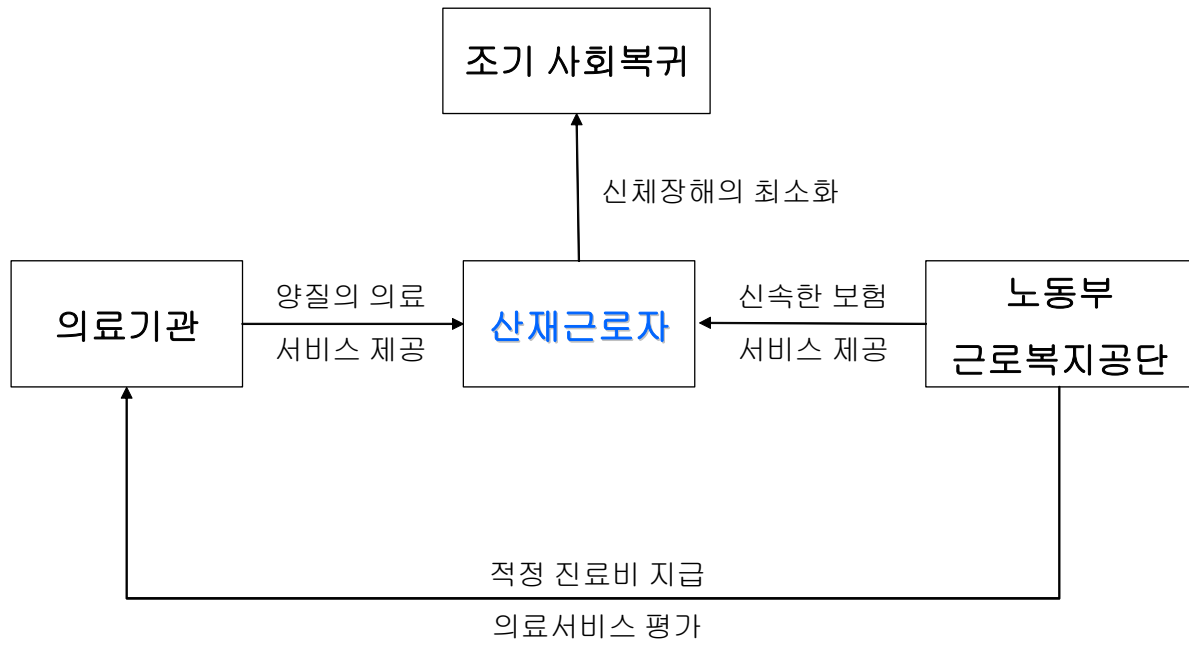 조기 사회복귀
신체장해의 최소화
의료기관
양질의 의료
서비스 제공
산재근로자
신속한 보험
서비스 제공
노동부
근로복지공단
적정 진료비 지급
의료서비스 평가